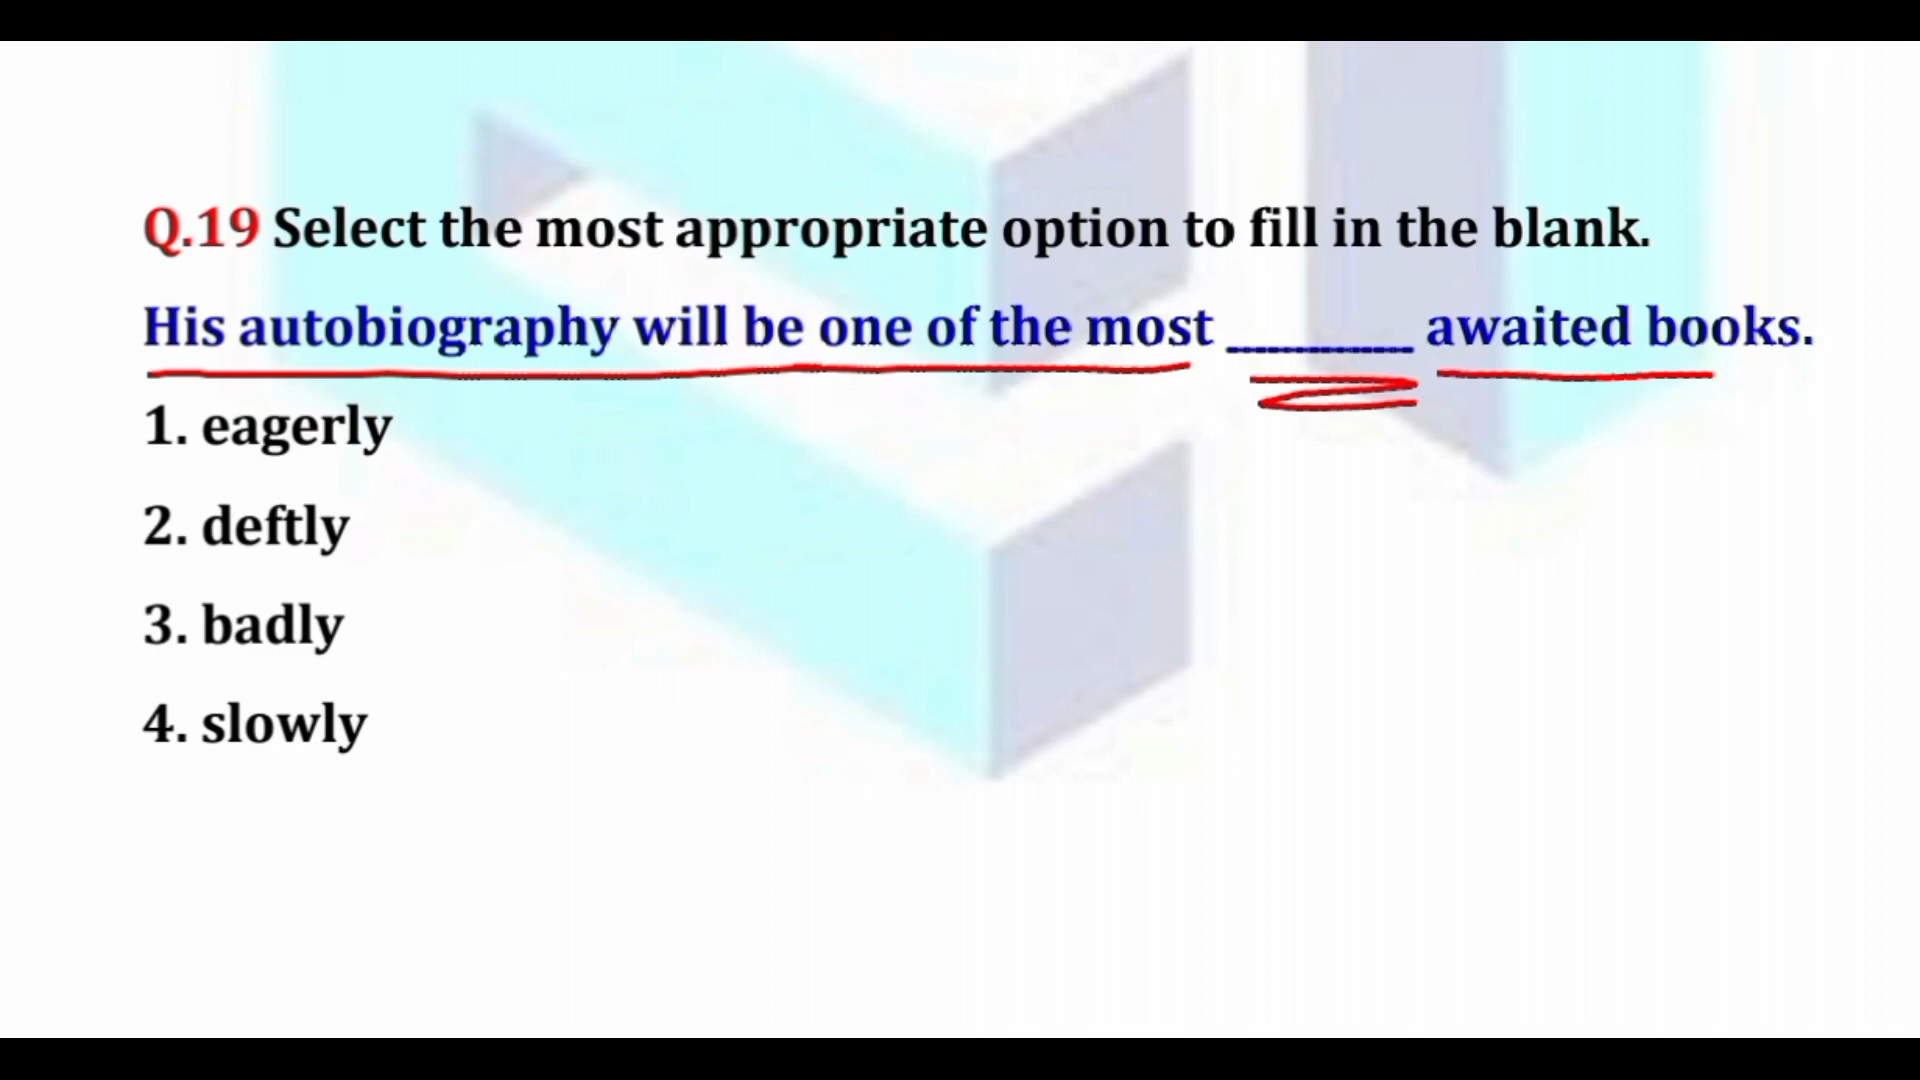 Q.19 Select the most appropriate option to fill in the blank.
His autobiography will be one of the most ________ awaited books.
1. eagerly
2. deftly
3. badly
4. slowly